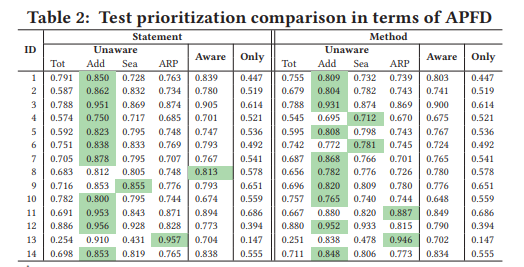 Table 2: Test prioritization comparison in terms of APFD
ID Statement Method
Unaware Aware Only Unaware Aware Only
Tot Add Sea ARP Tot Add Sea ARP
1 0.791 0.850 0.728 0.763 0.839 0.447 0.755 0.809 0.732 0.739 0.803 0.447
2 0.587 0.862 0.832 0.734 0.780 0.519 0.679 0.804 0.782 0.743 0.741 0.519
3 0.788 0.951 0.869 0.874 0.905 0.614 0.788 0.931 0.874 0.869 0.900 0.614
4 0.574 0.750 0.717 0.685 0.701 0.521 0.545 0.695 0.712 0.670 0.675 0.521
5 0.592 0.823 0.795 0.748 0.747 0.536 0.595 0.808 0.798 0.743 0.767 0.536
6 0.751 0.838 0.833 0.769 0.793 0.492 0.742 0.772 0.781 0.745 0.724 0.492
7 0.705 0.878 0.795 0.707 0.767 0.541 0.687 0.868 0.766 0.701 0.765 0.541
8 0.683 0.812 0.805 0.748 0.813 0.578 0.656 0.782 0.776 0.726 0.780 0.578
9 0.716 0.853 0.855 0.776 0.793 0.651 0.696 0.820 0.809 0.780 0.776 0.651
10 0.782 0.800 0.795 0.744 0.674 0.559 0.757 0.765 0.740 0.744 0.648 0.559
11 0.691 0.953 0.843 0.871 0.894 0.686 0.667 0.880 0.820 0.887 0.849 0.686
12 0.886 0.956 0.928 0.828 0.773 0.394 0.880 0.952 0.933 0.815 0.790 0.394
13 0.254 0.910 0.431 0.957 0.704 0.147 0.251 0.838 0.478 0.946 0.702 0.147
14 0.698 0.853 0.819 0.765 0.838 0.555 0.711 0.848 0.806 0.773 0.834 0.555